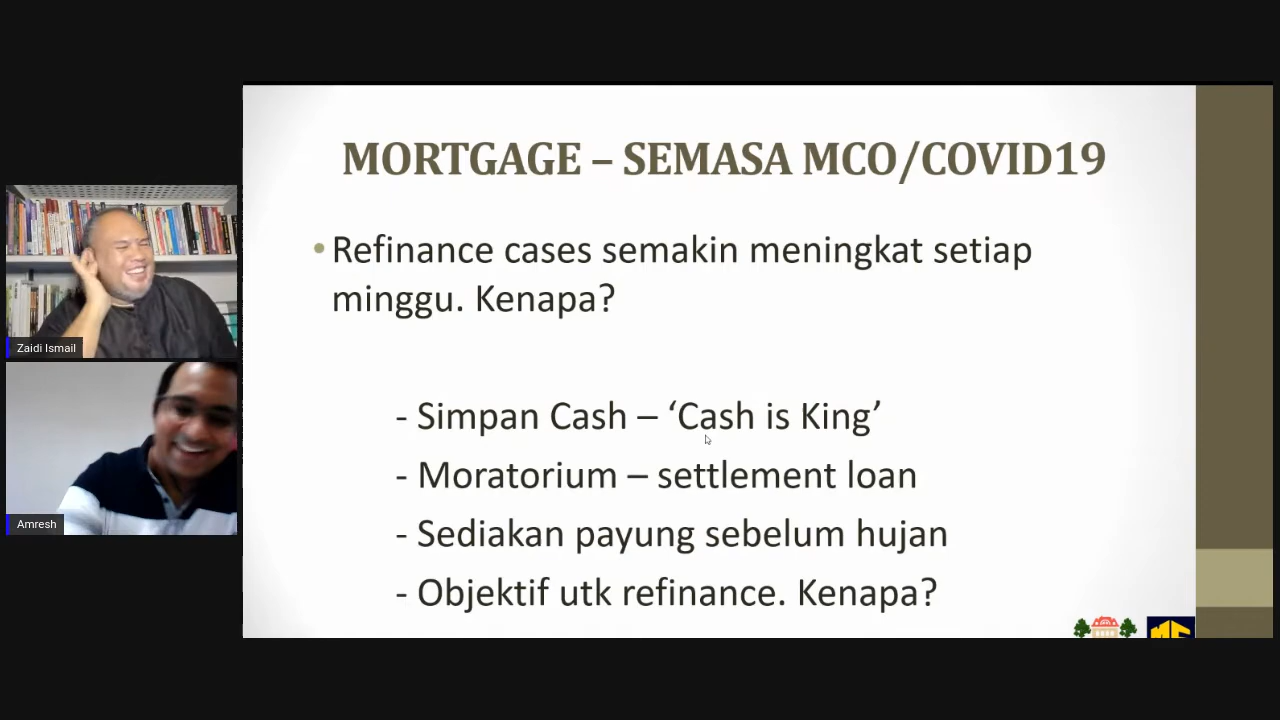 MORTGAGE – SEMASA MCO/COVID19
• Refinance cases semakin meningkat setiap
minggu. Kenapa?
- Simpan Cash – ‘Cash is King’
- Moratorium – settlement loan
- Sediakan payung sebelum hujan
- Objektif utk refinance. Kenapa?
Zaidi Ismail
Amresh